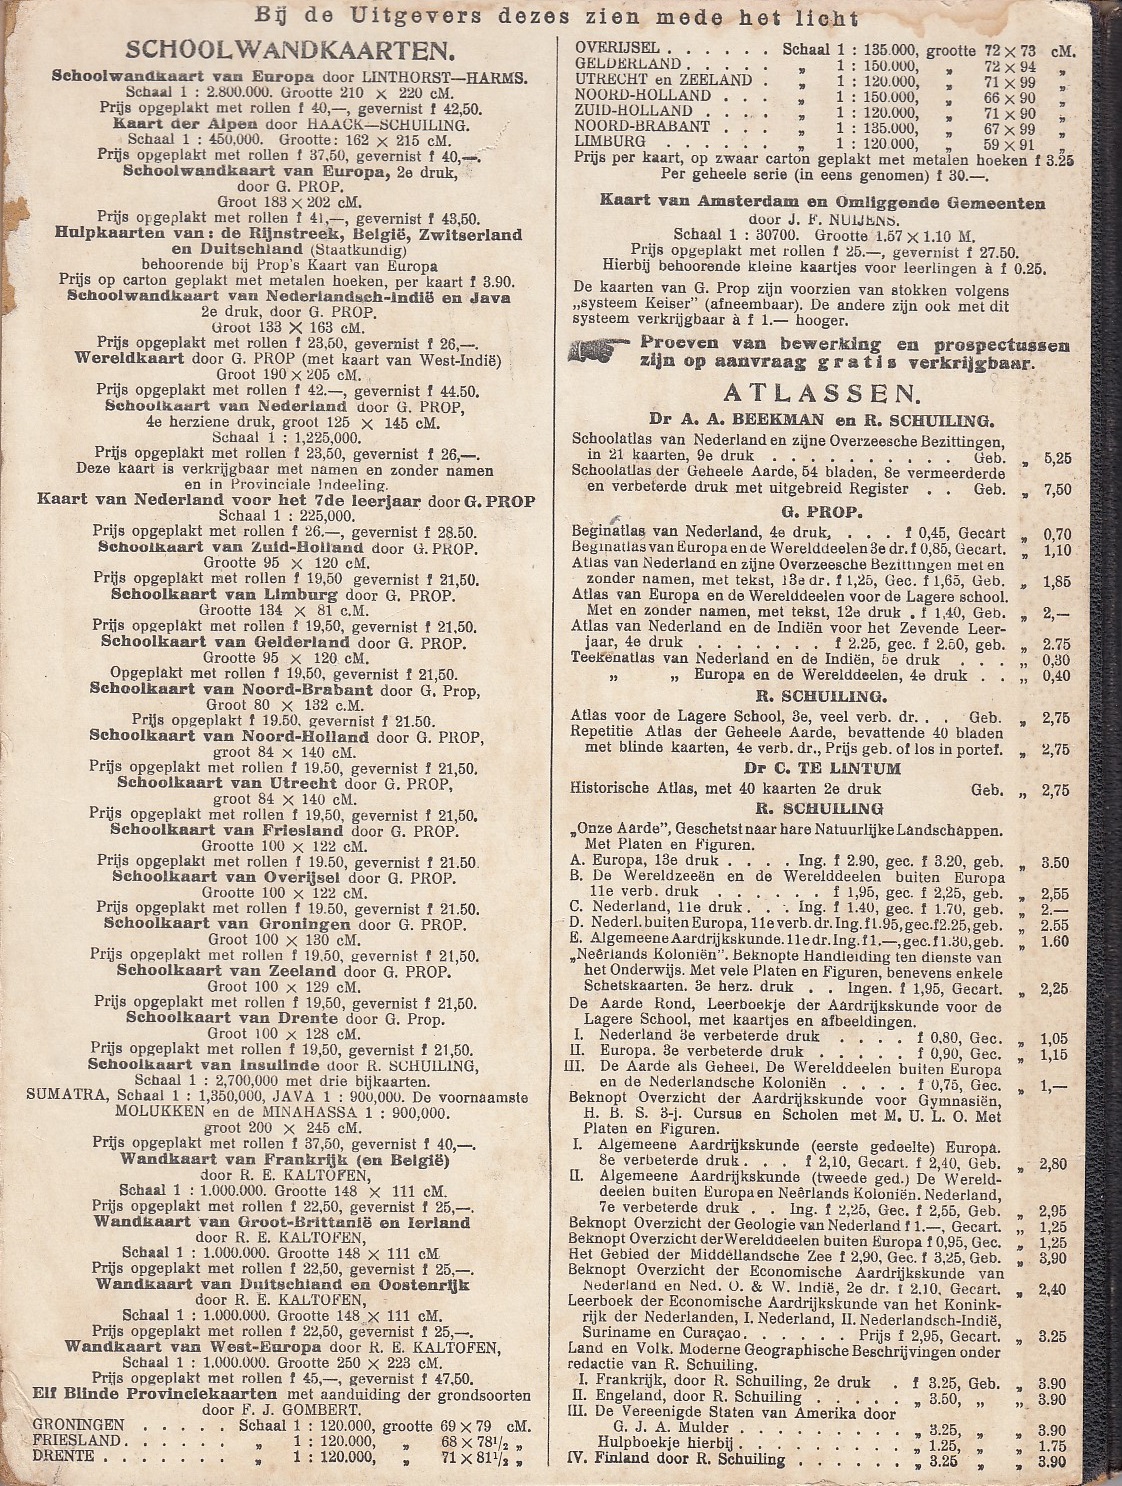 Bij de Uitgevers dezes zien mede het licht
SCHOOLWANDKAARTEN.
Schoolwandkaart van Europa door LINTHORST—HARMS.
Schaal 1 : 2.800.000. Grootte 210 × 220 cM.
Prijs opgeplakt met rollen f 40,—, gevernist f 42,50.
Kaart der Alpen door HAACK—SCHUILING.
Schaal 1 : 450,000. Grootte: 162 × 215 cM.
Prijs opgeplakt met rollen f 37,50, gevernist f 40,—.
Schoolwandkaart van Europa, 2e druk,
door G. PROP.
Groot 183 × 202 cM.
Prijs opgeplakt met rollen f 41,—, gevernist f 43,50.
Hulpkaarten van: de Rijnstreek, België, Zwitserland
en Duitschland (Staatkundig)
behoorende bij Prop's Kaart van Europa
Prijs op carton geplakt met metalen hoeken, per kaart f 3.90.
Schoolwandkaart van Nederlandsch-Indië en Java
2e druk, door G. PROP.
Groot 133 × 163 cM.
Prijs opgeplakt met rollen f 23,50, gevernist f 26,—.
Wereldkaart door G. PROP (met kaart van West-Indië)
Groot 190 × 205 cM.
Prijs opgeplakt met rollen f 42.—, gevernist f 44.50.
Schoolkaart van Nederland door G. PROP,
4e herziene druk, groot 125 × 145 cM.
Schaal 1 : 1,225,000.
Prijs opgeplakt met rollen f 23,50, gevernist f 26,—.
Deze kaart is verkrijgbaar met namen en zonder namen
en in Provinciale Indeeling.
Kaart van Nederland voor het 7de leerjaar door G. PROP
Schaal 1 : 225,000.
Prijs opgeplakt met rollen f 26.—, gevernist f 28.50.
Schoolkaart van Zuid-Holland door G. PROP.
Grootte 95 × 120 cM.
Prijs opgeplakt met rollen f 19,50 gevernist f 21,50.
Schoolkaart van Limburg door G. PROP.
Grootte 134 × 81 c.M.
Prijs opgeplakt met rollen f 19,50, gevernist f 21,50.
Schoolkaart van Gelderland door G. PROP.
Grootte 95 × 120 cM.
Opgeplakt met rollen f 19,50, gevernist f 21,50.
Schoolkaart van Noord-Brabant door G, Prop,
Groot 80 × 132 c.M.
Prijs opgeplakt f 19.50, gevernist f 21.50.
Schoolkaart van Noord-Holland door G, PROP,
groot 84 × 140 cM.
Prijs opgeplakt met rollen f 19.50, gevernist f 21,50.
Schoolkaart van Utrecht door G, PROP,
groot 84 × 140 cM.
Prijs opgeplakt met rollen f 19,50, gevernist f 21,50.
Schoolkaart van Friesland door G. PROP.
Grootte 100 × 122 cM.
Prijs opgeplakt met rollen f 19.50, gevernist f 21.50.
Schoolkaart van Overijsel door G. PROP.
Grootte 100 × 122 cM.
Prijs opgeplakt met rollen f 19.50, gevernist f 21.50.
Schoolkaart van Groningen door G. PROP.
Groot 100 × 130 cM.
Prijs opgeplakt met rollen f 19,50, gevernist f 21,50.
Schoolkaart van Zeeland door G. PROP.
Groot 100 × 129 cM.
Prijs opgeplakt met rollen f 19,50, gevernist f 21,50.
Schoolkaart van Drente door G. Prop.
Groot 100 × 128 cM.
Prijs opgeplakt met rollen f 19,50, gevernist f 21,50.
Schoolkaart van Insulinde door R. SCHUILING,
Schaal 1 : 2,700,000 met drie bijkaarten.
SUMATRA, Schaal 1 : 1,350,000, JAVA 1 : 900,000. De voornaamste
MOLUKKEN en de MINAHASSA 1 : 900,000.
groot 200 × 245 cM.
Prijs opgeplakt met rollen f 37,50, gevernist f 40,—.
Wandkaart van Frankrijk (en België)
door R. E. KALTOFEN,
Schaal 1 : 1.000.000. Grootte 148 × 111 cM.
Prijs opgeplakt met rollen f 22,50, gevernist f 25,—.
Wandkaart van Groot-Brittanië en Ierland
door R. E. KALTOFEN,
Schaal 1 : 1.000.000. Grootte 148 × 111 cM
Prijs opgeplakt met rollen f 22,50, gevernist f 25,—.
Wandkaart van Duitschland en Oostenrijk
door R. E. KALTOFEN,
Schaal 1 : 1.000.000. Grootte 148 × 111 cM.
Prijs opgeplakt met rollen f 22,50, gevernist f 25,—.
Wandkaart van West-Europa door R. E. KALTOFEN,
Schaal 1 : 1.000.000. Grootte 250 × 223 cM.
Prijs opgeplakt met rollen f 45,—, gevernist f 47.50.
Elf Blinde Provinciekaarten met aanduiding der grondsoorten
door F. J. GOMBERT.
GRONINGEN . . . . . Schaal 1 : 120.000, grootte 69 × 79 cM.
FRIESLAND . . . . . . „ 1 : 120.000, „ 68 × 78½ „
DRENTE . . . . . . . „ 1 : 120.000, „ 71 × 81½ „
OVERIJSEL . . . . . . Schaal 1 : 135.000, grootte 72 × 73 cM.
GELDERLAND . . . . . „ 1 : 150.000, „ 72 × 94 „
UTRECHT en ZEELAND . „ 1 : 120.000, „ 71 × 99 „
NOORD-HOLLAND . . . „ 1 : 150.000, „ 66 × 90 „
ZUID-HOLLAND . . . . „ 1 : 120.000, „ 71 × 90 „
NOORD-BRABANT . . . „ 1 : 135.000, „ 67 × 99 „
LIMBURG . . . . . . „ 1 : 120 000, „ 59 × 91 „
Prijs per kaart, op zwaar carton geplakt met metalen hoeken f 3.25
Per geheele serie (in eens genomen) f 30.—.
Kaart van Amsterdam en Omliggende Gemeenten
door J. F. NUIJENS.
Schaal 1 : 30700. Grootte 1.57 × 1.10 M.
Prijs opgeplakt met rollen f 25.—, gevernist f 27.50.
Hierbij behoorende kleine kaartjes voor leerlingen à f 0.25.
De kaarten van G. Prop zijn voorzien van stokken volgens
„systeem Keiser” (afneembaar). De andere zijn ook met dit
systeem verkrijgbaar à f 1.— hooger.
Proeven van bewerking en prospectussen
zijn op aanvraag gratis verkrijgbaar.
ATLASSEN.
Dr A. A. BEEKMAN en R. SCHUILING.
Schoolatlas van Nederland en zijne Overzeesche Bezittingen,
in 21 kaarten, 9e druk . . . . . . . . . . Geb. „ 5,25
Schoolatlas der Geheele Aarde, 54 bladen, 8e vermeerderde
en verbeterde druk met uitgebreid Register . . Geb. „ 7,50
G. PROP.
Beginatlas van Nederland, 4e druk, . . . f 0,45, Gecart „ 0,70
Beginatlas van Europa en de Werelddeelen 3e dr. f 0,85, Gecart. „ 1,10
Atlas van Nederland en zijne Overzeesche Bezittingen met en
zonder namen, met tekst, 13e dr. f 1,25, Gec. f 1,65, Geb. „ 1,85
Atlas van Europa en de Werelddeelen voor de Lagere school.
Met en zonder namen, met tekst, 12e druk . f 1,40, Geb. „ 2,—
Atlas van Nederland en de Indiën voor het Zevende Leer-
jaar, 4e druk . . . . . . . f 2.25, gec. f 2.50, geb. „ 2.75
Teekenatlas van Nederland en de Indiën, 5e druk . . . „ 0,30
„ „ Europa en de Werelddeelen, 4e druk . . „ 0,40
R. SCHUILING.
Atlas voor de Lagere School, 3e, veel verb. dr. . . Geb. „ 2,75
Repetitie Atlas der Geheele Aarde, bevattende 40 bladen
met blinde kaarten, 4e verb. dr., Prijs geb. of los in portef. „ 2,75
Dr C. TE LINTUM
Historische Atlas, met 40 kaarten 2e druk Geb. „ 2,75
R. SCHUILING
„Onze Aarde”, Geschetst naar hare Natuurlijke Landschappen.
Met Platen en Figuren.
A. Europa, 13e druk . . . . Ing. f 2.90, gec. f 3.20, geb. „ 3.50
B. De Wereldzeeën en de Werelddeelen buiten Europa
11e verb. druk . . . . . . f 1,95, gec. f 2,25, geb. „ 2,55
C. Nederland, 11e druk . . . Ing. f 1.40, gec. f 1.70, geb. „ 2.—
D. Nederl. buiten Europa, 11e verb. dr. Ing. f 1.95, gec. f 2.25, geb. „ 2.55
E. Algemeene Aardrijkskunde. 11e dr. Ing. f 1.—, gec. f 1.30, geb. „ 1.60
„Neêrlands Koloniën”. Beknopte Handleiding ten dienste van
het Onderwijs. Met vele Platen en Figuren, benevens enkele
Schetskaarten. 3e herz. druk . . Ingen. f 1,95, Gecart. „ 2,25
De Aarde Rond, Leerboekje der Aardrijkskunde voor de
Lagere School, met kaartjes en afbeeldingen.
I. Nederland 3e verbeterde druk . . . . f 0,80, Gec. „ 1,05
II. Europa. 3e verbeterde druk . . . . . f 0,90, Gec. „ 1,15
III. De Aarde als Geheel. De Werelddeelen buiten Europa
en de Nederlandsche Koloniën . . . . f 0,75, Gec. „ 1,—
Beknopt Overzicht der Aardrijkskunde voor Gymnasiën,
H. B. S. 3-j. Cursus en Scholen met M. U. L. O. Met
Platen en Figuren.
I. Algemeene Aardrijkskunde (eerste gedeelte) Europa.
8e verbeterde druk . . . f 2,10, Gecart. f 2,40, Geb. „ 2,80
II. Algemeene Aardrijkskunde (tweede ged.) De Wereld-
deelen buiten Europa en Neêrlands Koloniën. Nederland,
7e verbeterde druk . . Ing. f 2,25, Gec. f 2,55, Geb. „ 2,95
Beknopt Overzicht der Geologie van Nederland f 1.—, Gecart. „ 1,25
Beknopt Overzicht der Werelddeelen buiten Europa f 0,95, Gec. „ 1,25
Het Gebied der Middellandsche Zee f 2,90, Gec. f 3,25, Geb. „ 3,90
Beknopt Overzicht der Economische Aardrijkskunde van
Nederland en Ned. O. & W. Indië, 2e dr. f 2.10, Gecart. „ 2,40
Leerboek der Economische Aardrijkskunde van het Konink-
rijk der Nederlanden, I. Nederland, II. Nederlandsch-Indië,
Suriname en Curaçao . . . . . . Prijs f 2,95, Gecart. „ 3.25
Land en Volk. Moderne Geographische Beschrijvingen onder
redactie van R. Schuiling.
I. Frankrijk, door R. Schuiling, 2e druk . f 3.25, Geb. „ 3.90
II. Engeland, door R. Schuiling . . . . . „ 3.50, „ „ 3.90
III. De Vereenigde Staten van Amerika door
G. J. A. Mulder . . . . . . . . „ 3.25, „ „ 3.90
Hulpboekje hierbij . . . . . . . . „ 1.25, „ „ 1.75
IV. Finland door R. Schuiling . . . . . . „ 3.25 „ „ 3.90